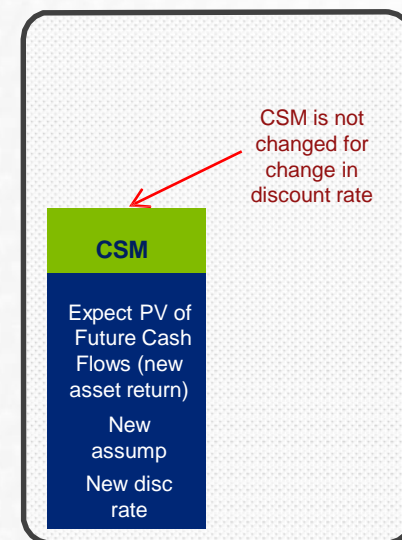 CSM is not
changed for
change in
discount rate
CSM
Expect PV of
Future Cash
Flows (new
asset return)
New
assump
New disc
rate